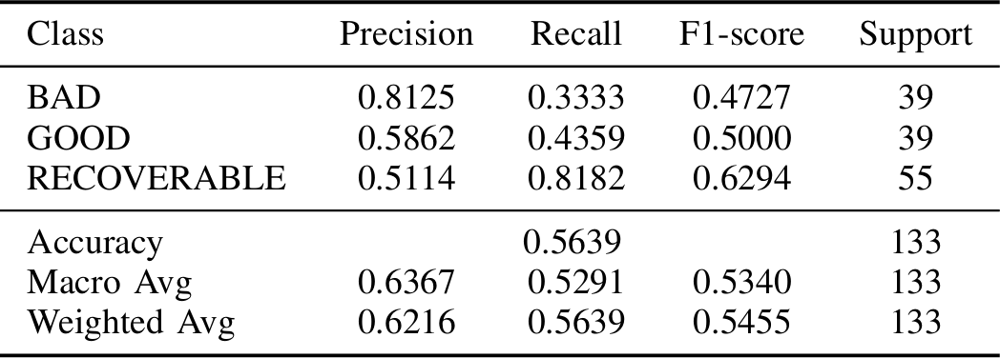 Class Precision Recall F1-score Support
BAD 0.8125 0.3333 0.4727 39
GOOD 0.5862 0.4359 0.5000 39
RECOVERABLE 0.5114 0.8182 0.6294 55
Accuracy 0.5639 133
Macro Avg 0.6367 0.5291 0.5340 133
Weighted Avg 0.6216 0.5639 0.5455 133